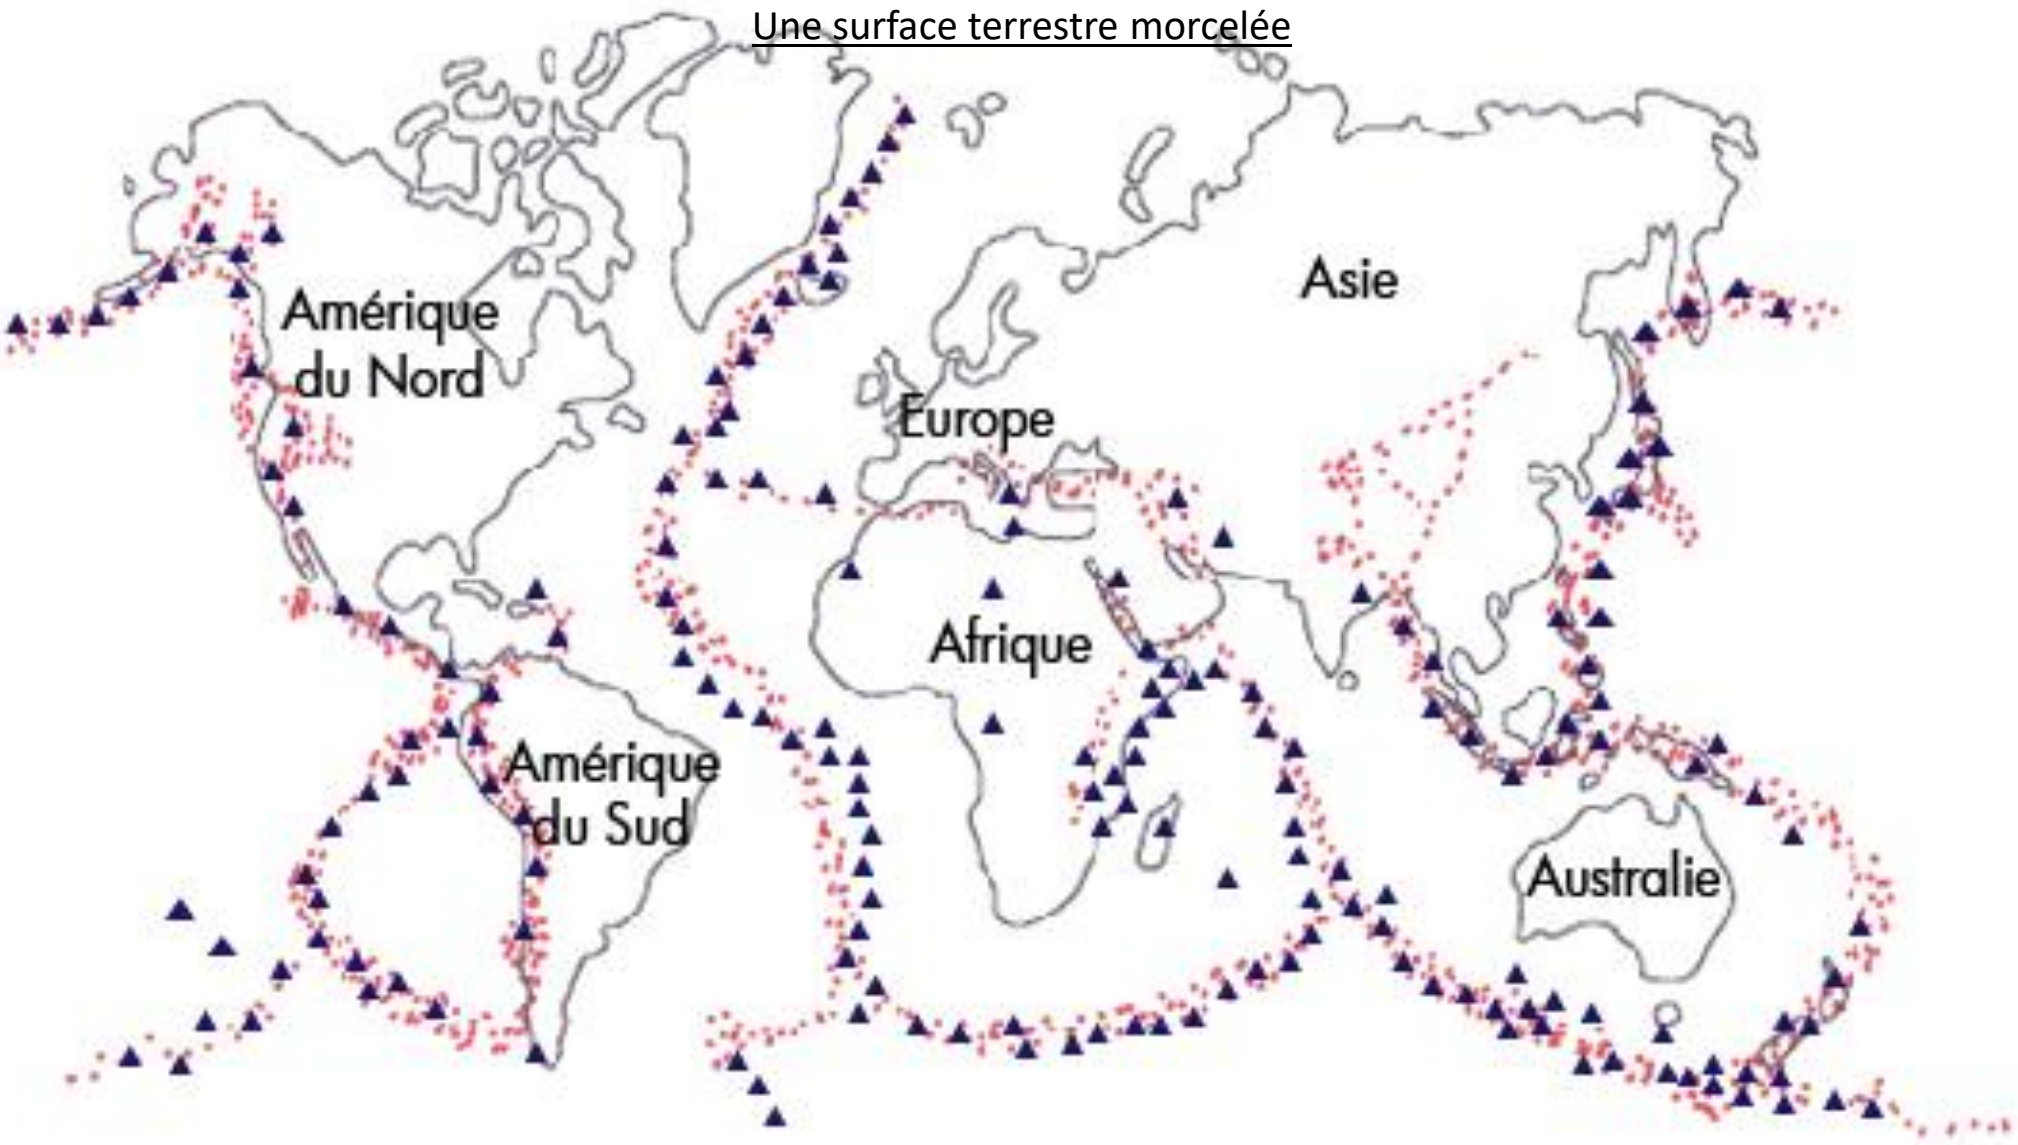 Une surface terrestre morcelée
Asie
Amérique
du Nord
Europe
Afrique
Amérique
du Sud
Australie